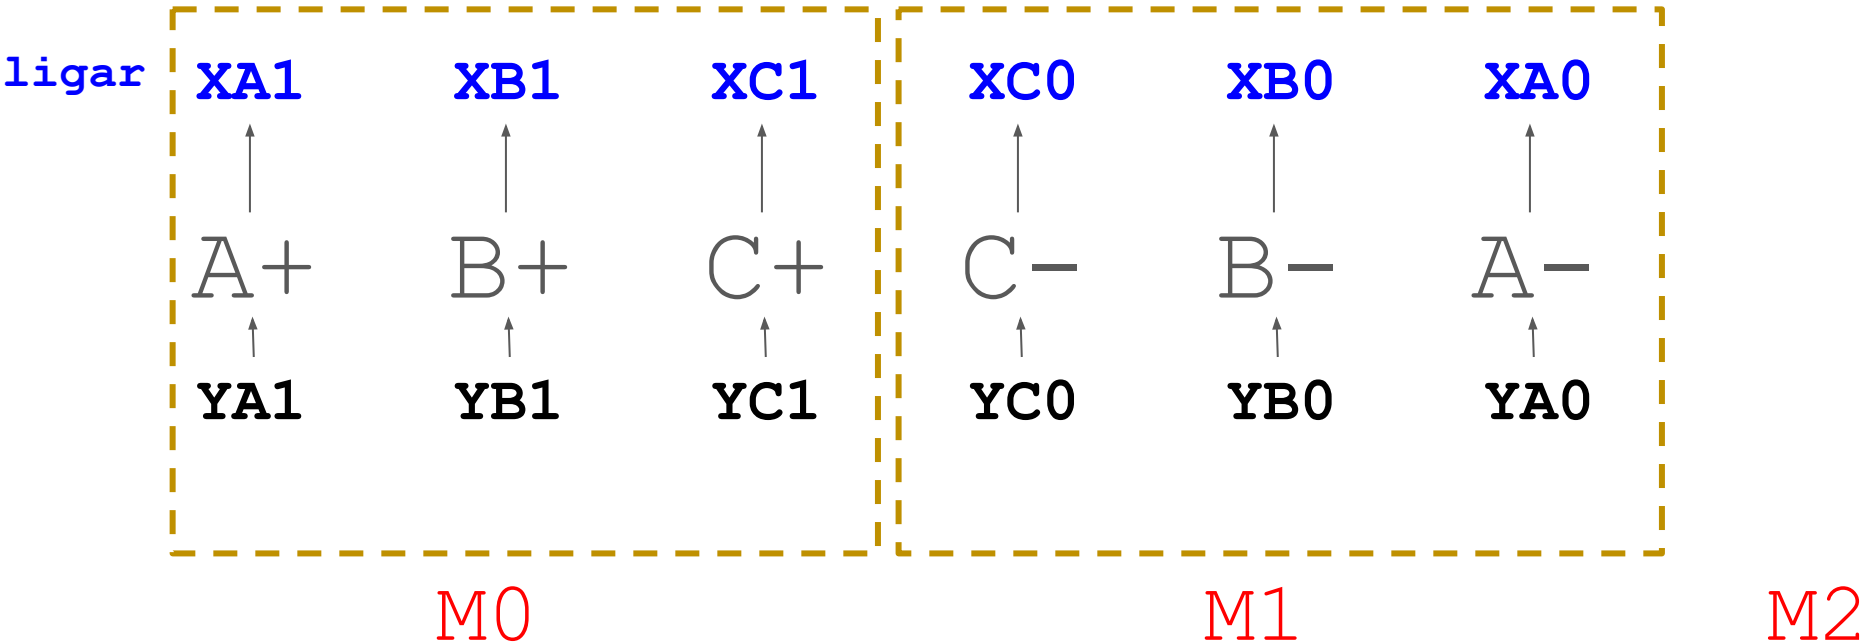 ligar XA1 XB1 XC1 XC0 XB0 XA0
A+ B+ C+ C- B- A-
YA1 YB1 YC1 YC0 YB0 YA0
M0 M1 M2